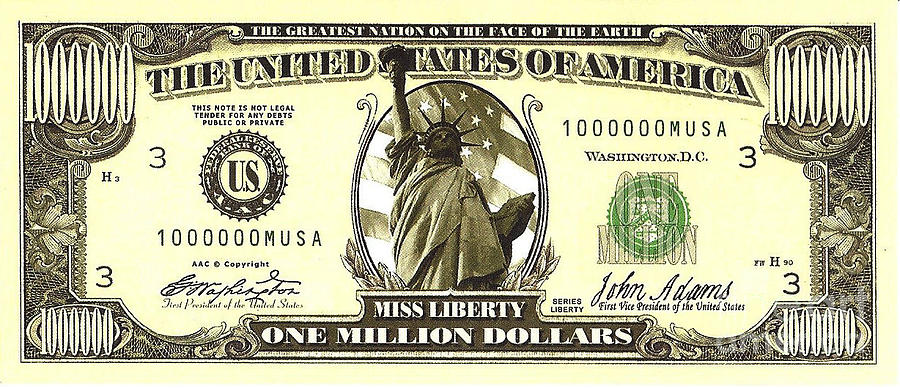 THE GREATEST NATION ON THE FACE OF THE EARTH
1000000
THE UNITED STATES OF AMERICA
1000000
THIS NOTE IS NOT LEGAL
TENDER FOR ANY DEBTS
PUBLIC OR PRIVATE
1000000MUSA
WASHINGTON, D.C.
3
3
H 3
U.S.
ONE
MILLION
1000000MUSA
AAC © Copyright
FW H 90
3
3
G Washington
First President of the United States
MISS LIBERTY
SERIES
LIBERTY
John Adams
First Vice President of the United States
1000000
ONE MILLION DOLLARS
1000000